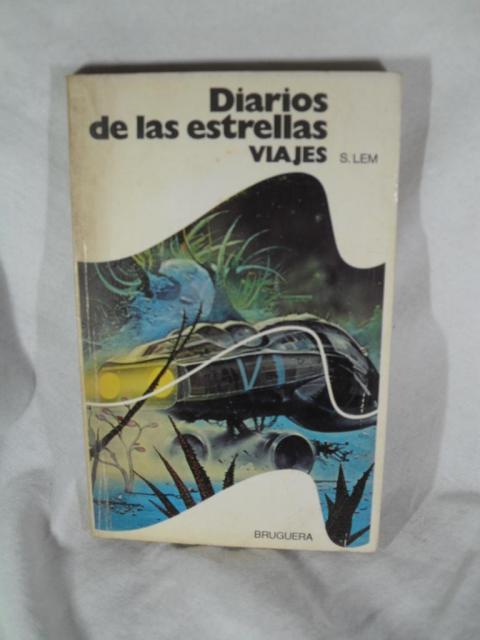 Diarios
de las estrellas
VIAJES S. LEM
V
BRUGUERA